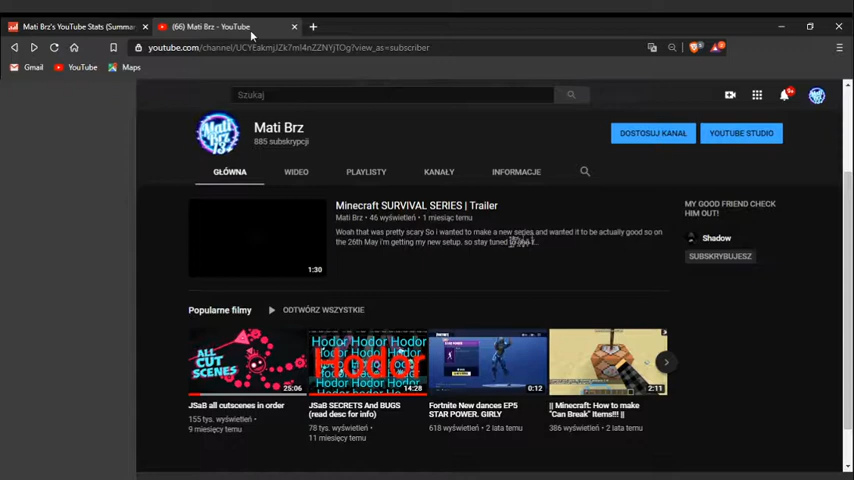 Mati Brz's YouTube Stats (Summar
(66) Mati Brz - YouTube
youtube.com/channel/UCYEakmjJZk7ml4nZZNYjTOg?view_as=subscriber
Gmail YouTube Maps
Szukaj
9+
Mati Brz
885 subskrypcji
DOSTOSUJ KANAŁ
YOUTUBE STUDIO
GŁÓWNA WIDEO PLAYLISTY KANAŁY INFORMACJE
Minecraft SURVIVAL SERIES | Trailer
Mati Brz • 46 wyświetleń • 1 miesiąc temu
Woah that was pretty scary So i wanted to make a new series and wanted it to be actually good so on
the 26th May i'm getting my new setup. so stay tuned
1:30
MY GOOD FRIEND CHECK
HIM OUT!
Shadow
SUBSKRYBUJESZ
Popularne filmy ODTWÓRZ WSZYSTKIE
ALL
CUT
SCENES
25:06
Hodor Hodor Hodor
Hodor
14:28
0:12
2:11
JSaB all cutscenes in order
155 tys. wyświetleń •
9 miesięcy temu
JSaB SECRETS And BUGS
(read desc for info)
78 tys. wyświetleń •
11 miesięcy temu
Fortnite New dances EP5
STAR POWER. GIRLY
618 wyświetleń • 2 lata temu
|| Minecraft: How to make
"Can Break" Items!!! ||
386 wyświetleń • 2 lata temu